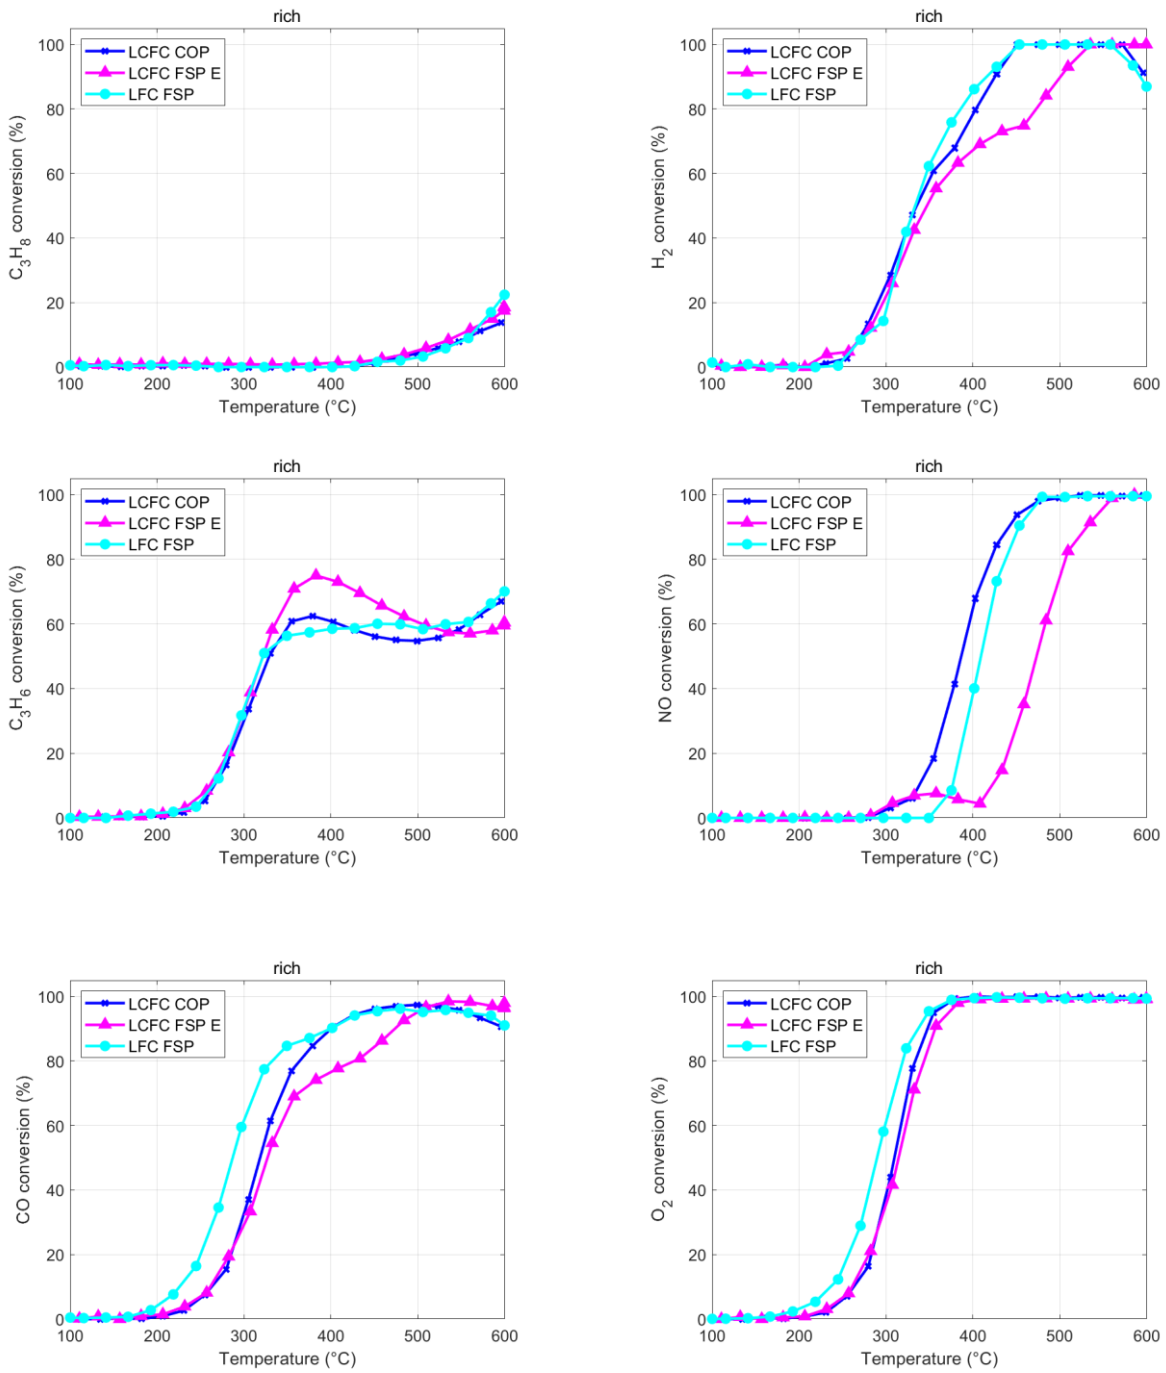 rich
LCFC COP
LCFC FSP E
LFC FSP
100
80
60
40
20
0
100 200 300 400 500 600
C3H8 conversion (%)
Temperature (°C)
rich
LCFC COP
LCFC FSP E
LFC FSP
100
80
60
40
20
0
100 200 300 400 500 600
H2 conversion (%)
Temperature (°C)
rich
LCFC COP
LCFC FSP E
LFC FSP
100
80
60
40
20
0
100 200 300 400 500 600
C3H6 conversion (%)
Temperature (°C)
rich
LCFC COP
LCFC FSP E
LFC FSP
100
80
60
40
20
0
100 200 300 400 500 600
NO conversion (%)
Temperature (°C)
rich
LCFC COP
LCFC FSP E
LFC FSP
100
80
60
40
20
0
100 200 300 400 500 600
CO conversion (%)
Temperature (°C)
rich
LCFC COP
LCFC FSP E
LFC FSP
100
80
60
40
20
0
100 200 300 400 500 600
O2 conversion (%)
Temperature (°C)